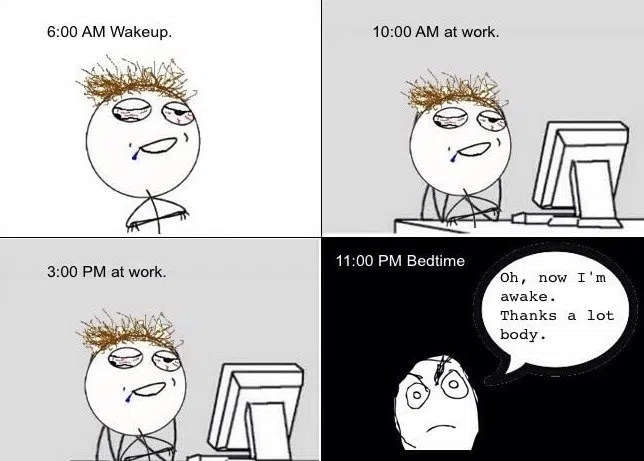 6:00 AM Wakeup.
10:00 AM at work.
3:00 PM at work.
11:00 PM Bedtime
Oh, now I'm
awake.
Thanks a lot
body.